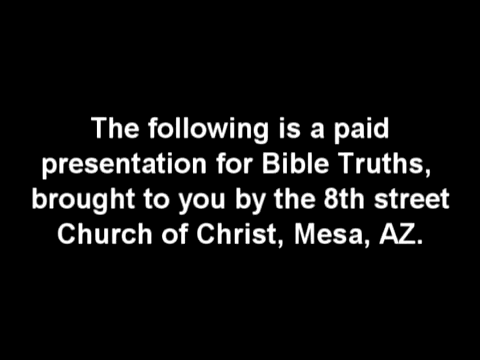 The following is a paid
presentation for Bible Truths,
brought to you by the 8th street
Church of Christ, Mesa, AZ.